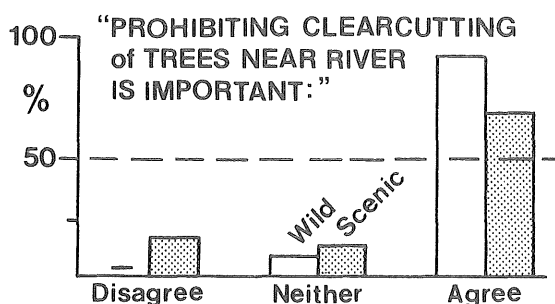 100
“PROHIBITING CLEARCUTTING
of TREES NEAR RIVER
IS IMPORTANT:”
%
50
Wild
Scenic
Disagree
Neither
Agree